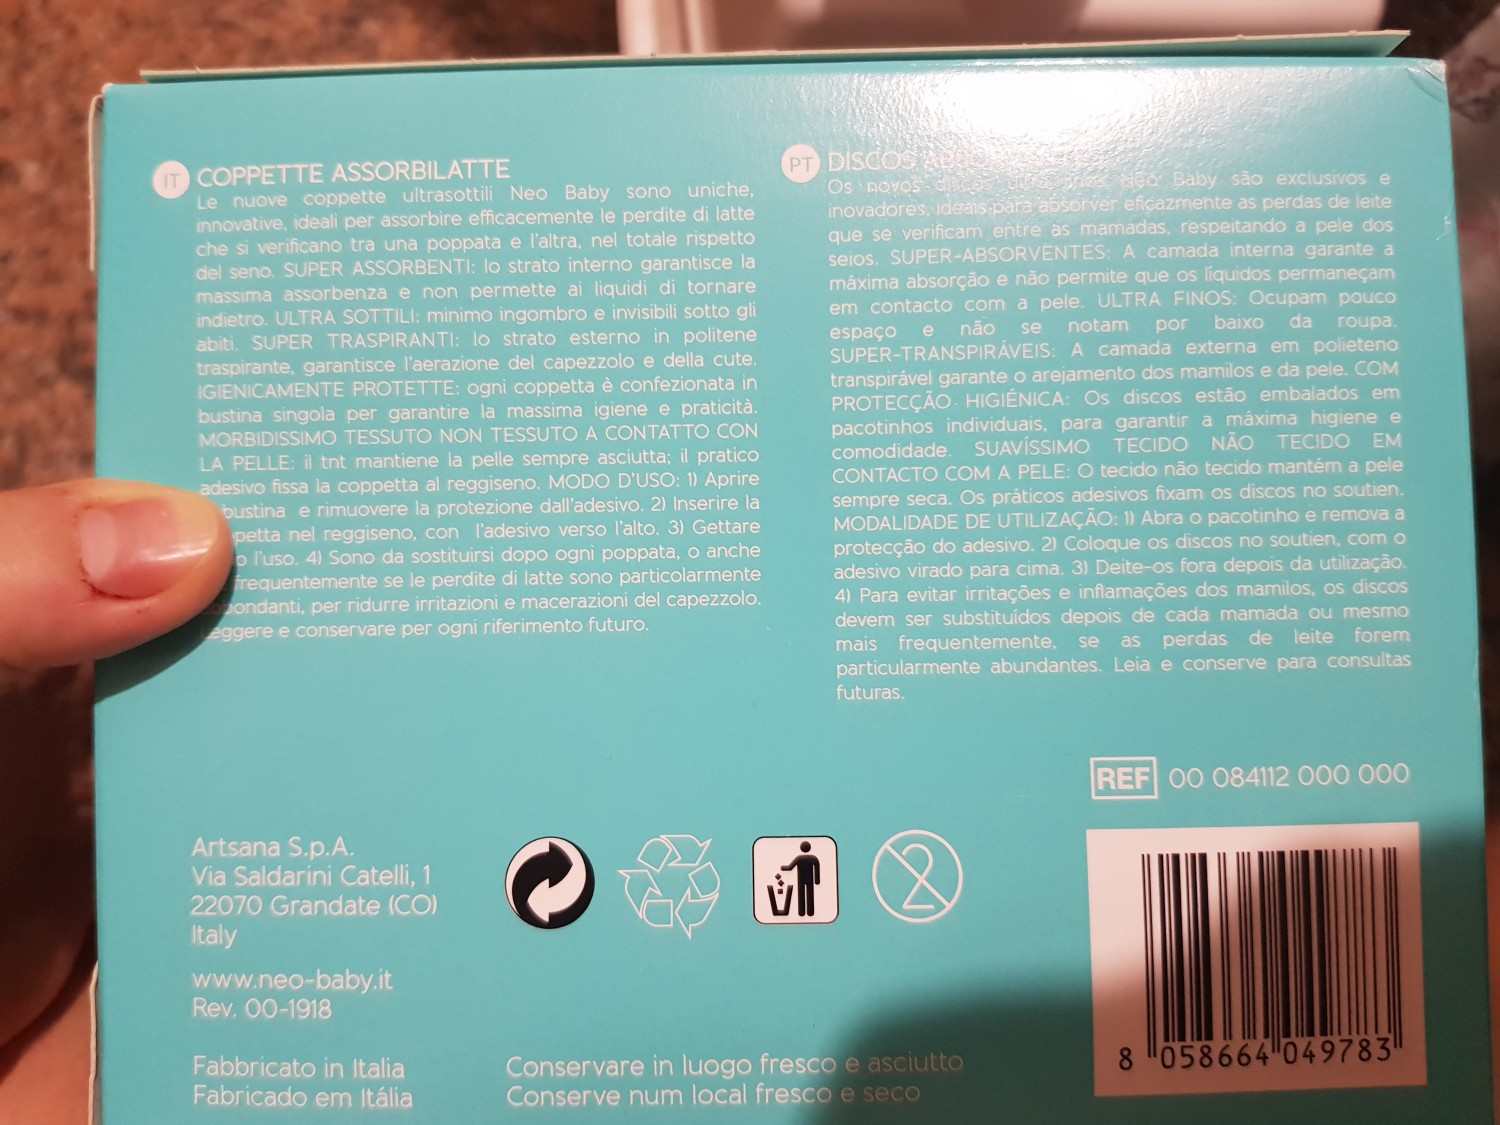 IT COPPETTE ASSORBILATTE
Le nuove coppette ultrasottili Neo Baby sono uniche,
innovative, ideali per assorbire efficacemente le perdite di latte
che si verificano tra una poppata e l'altra, nel totale rispetto
del seno. SUPER ASSORBENTI: lo strato interno garantisce la
massima assorbenza e non permette ai liquidi di tornare
indietro. ULTRA SOTTILI: minimo ingombro e invisibili sotto gli
abiti. SUPER TRASPIRANTI: lo strato esterno in politene
traspirante, garantisce l'aerazione del capezzolo e della cute.
IGIENICAMENTE PROTETTE: ogni coppetta è confezionata in
bustina singola per garantire la massima igiene e praticità.
MORBIDISSIMO TESSUTO NON TESSUTO A CONTATTO CON
LA PELLE: il tnt mantiene la pelle sempre asciutta; il pratico
adesivo fissa la coppetta al reggiseno. MODO D'USO: 1) Aprire
bustina e rimuovere la protezione dall'adesivo. 2) Inserire la
petta nel reggiseno, con l'adesivo verso l'alto. 3) Gettare
l'uso. 4) Sono da sostituirsi dopo ogni poppata, o anche
frequentemente se le perdite di latte sono particolarmente
bondanti, per ridurre irritazioni e macerazioni del capezzolo.
Leggere e conservare per ogni riferimento futuro.
PT DISCOS
Os novos discos ultra finos Neo Baby são exclusivos e
inovadores, ideais para absorver eficazmente as perdas de leite
que se verificam entre as mamadas, respeitando a pele dos
seios. SUPER-ABSORVENTES: A camada interna garante a
máxima absorção e não permite que os líquidos permaneçam
em contacto com a pele. ULTRA FINOS: Ocupam pouco
espaço e não se notam por baixo da roupa.
SUPER-TRANSPIRÁVEIS: A camada externa em polieteno
transpirável garante o arejamento dos mamilos e da pele. COM
PROTECÇÃO HIGIÉNICA: Os discos estão embalados em
pacotinhos individuais, para garantir a máxima higiene e
comodidade. SUAVÍSSIMO TECIDO NÃO TECIDO EM
CONTACTO COM A PELE: O tecido não tecido mantém a pele
sempre seca. Os práticos adesivos fixam os discos no soutien.
MODALIDADE DE UTILIZAÇÃO: 1) Abra o pacotinho e remova a
protecção do adesivo. 2) Coloque os discos no soutien, com o
adesivo virado para cima. 3) Deite-os fora depois da utilização.
4) Para evitar irritações e inflamações dos mamilos, os discos
devem ser substituídos depois de cada mamada ou mesmo
mais frequentemente, se as perdas de leite forem
particularmente abundantes. Leia e conserve para consultas
futuras.
REF 00 084112 000 000
Artsana S.p.A.
Via Saldarini Catelli, 1
22070 Grandate (CO)
Italy
www.neo-baby.it
Rev. 00-1918
2
Fabbricato in Italia
Fabricado em Itália
Conservare in luogo fresco e asciutto
Conserve num local fresco e seco
8 058664 049783